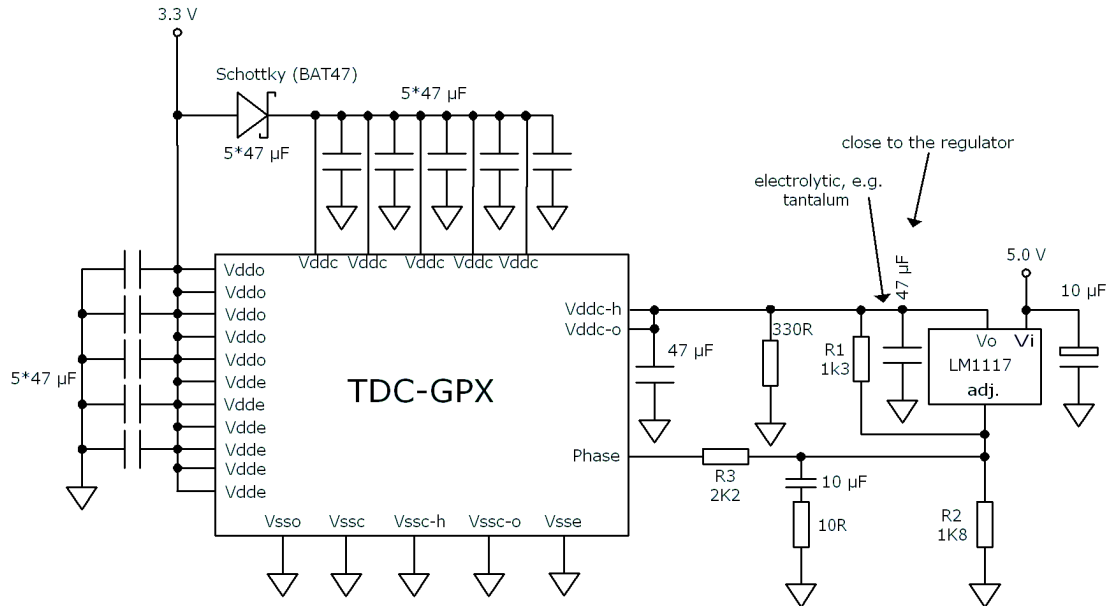 3.3 V
Schottky (BAT47)
5*47 µF
5*47 µF
close to the regulator
electrolytic, e.g.
tantalum
5.0 V
47 µF
10 µF
Vddc
Vddc
Vddc
Vddc
Vddc
Vddo
Vddo
Vddo
Vddo
Vddo
Vdde
Vdde
Vdde
Vdde
Vdde
Vdde
5*47 µF
TDC-GPX
Vddc-h
Vddc-o
47 µF
330R
R1
1k3
Vo
Vi
LM1117
adj.
Phase
R3
2K2
10 µF
10R
R2
1K8
Vsso
Vssc
Vssc-h
Vssc-o
Vsse